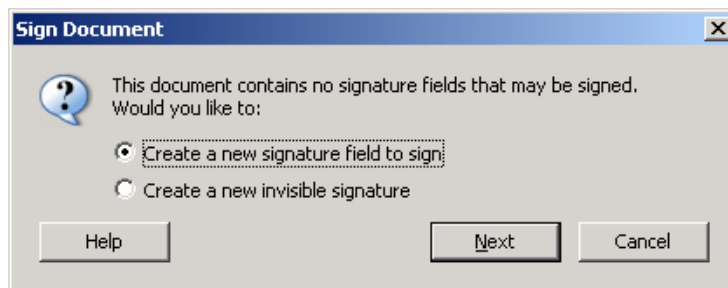 Sign Document
This document contains no signature fields that may be signed.
Would you like to:
Create a new signature field to sign
Create a new invisible signature
Help Next Cancel